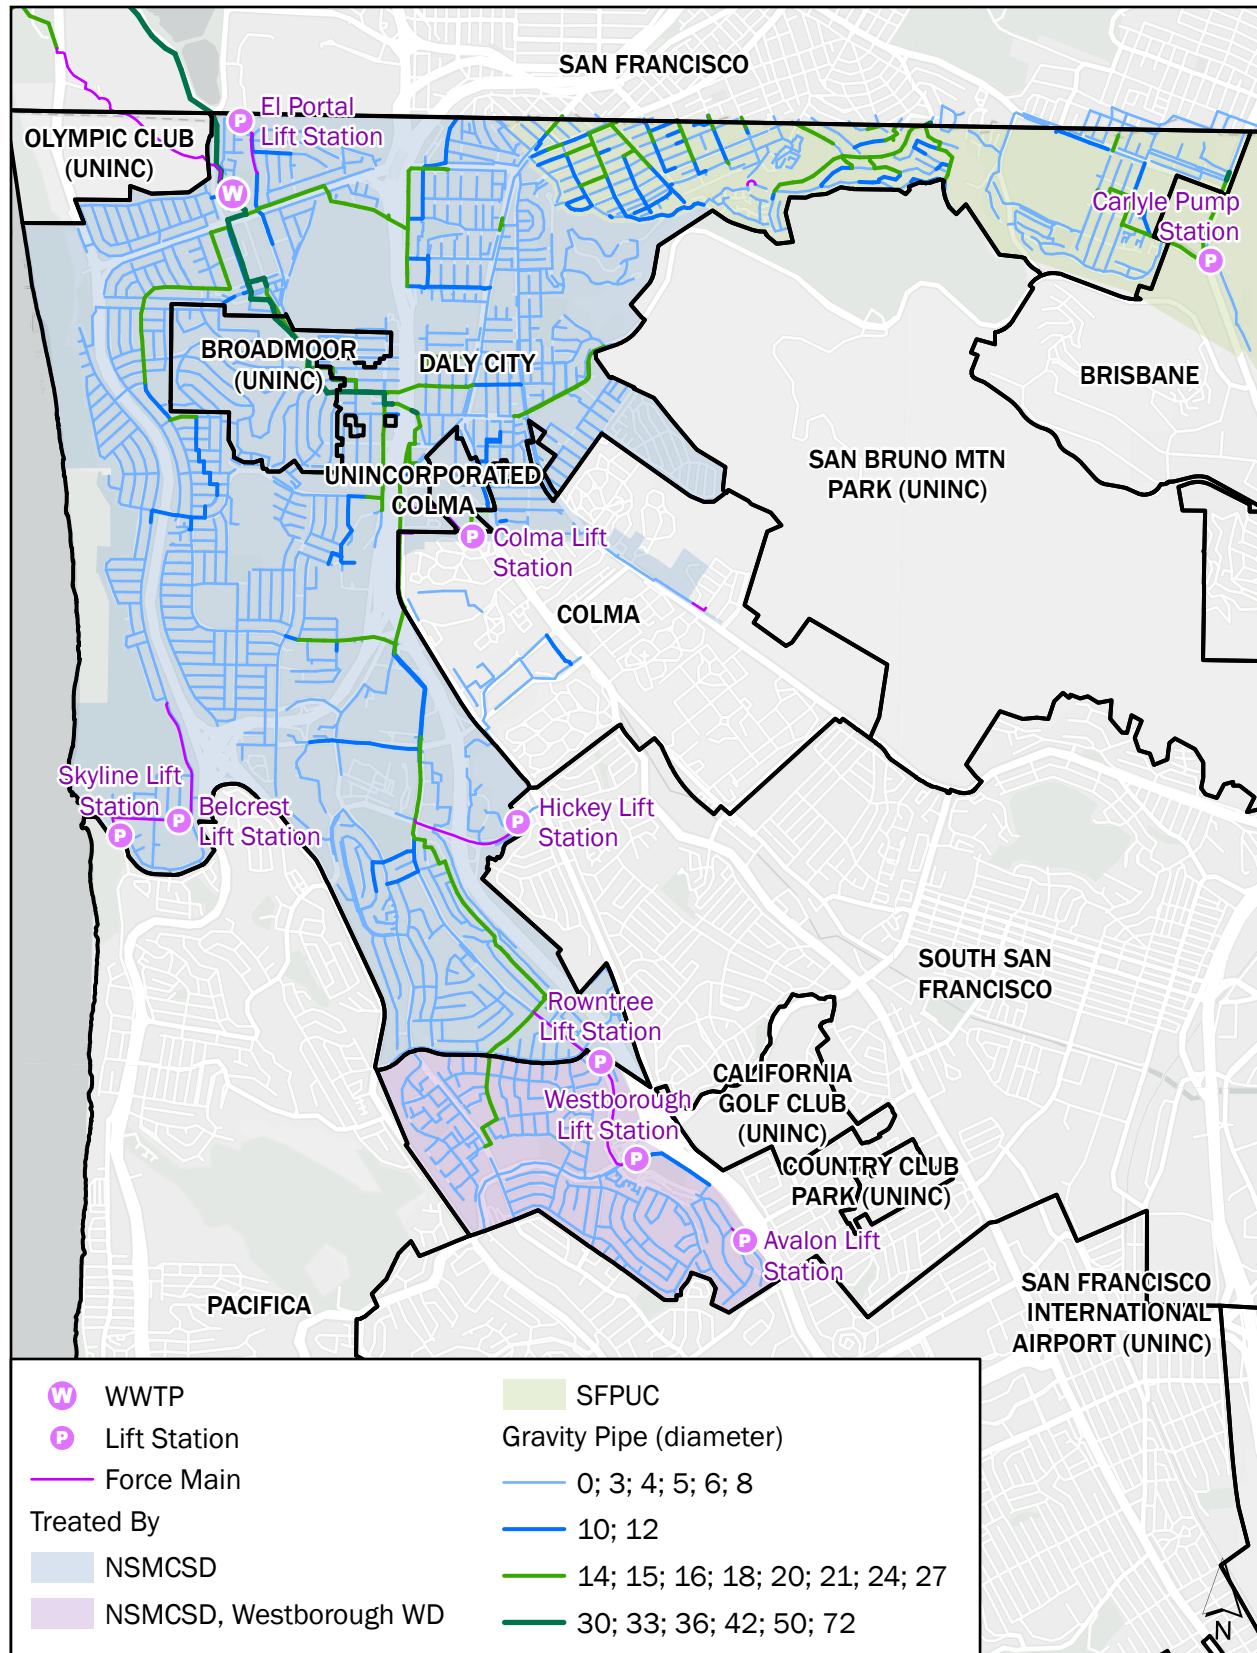 SAN FRANCISCO
El Portal
Lift Station
OLYMPIC CLUB
(UNINC)
W
P
Carlyle Pump
Station
P
BROADMOOR
(UNINC)
DALY CITY
BRISBANE
SAN BRUNO MTN
PARK (UNINC)
UNINCORPORATED
COLMA
P
Colma Lift
Station
COLMA
Skyline Lift
Station
P
Belcrest
Lift Station
P
Hickey Lift
Station
P
SOUTH SAN
FRANCISCO
Rowntree
Lift Station
P
CALIFORNIA
GOLF CLUB
(UNINC)
Westborough
Lift Station
P
COUNTRY CLUB
PARK (UNINC)
P
Avalon Lift
Station
PACIFICA
SAN FRANCISCO
INTERNATIONAL
AIRPORT (UNINC)
W WWTP
P Lift Station
Force Main
Treated By
NSMCSD
NSMCSD, Westborough WD
SFPUC
Gravity Pipe (diameter)
0; 3; 4; 5; 6; 8
10; 12
14; 15; 16; 18; 20; 21; 24; 27
30; 33; 36; 42; 50; 72
N